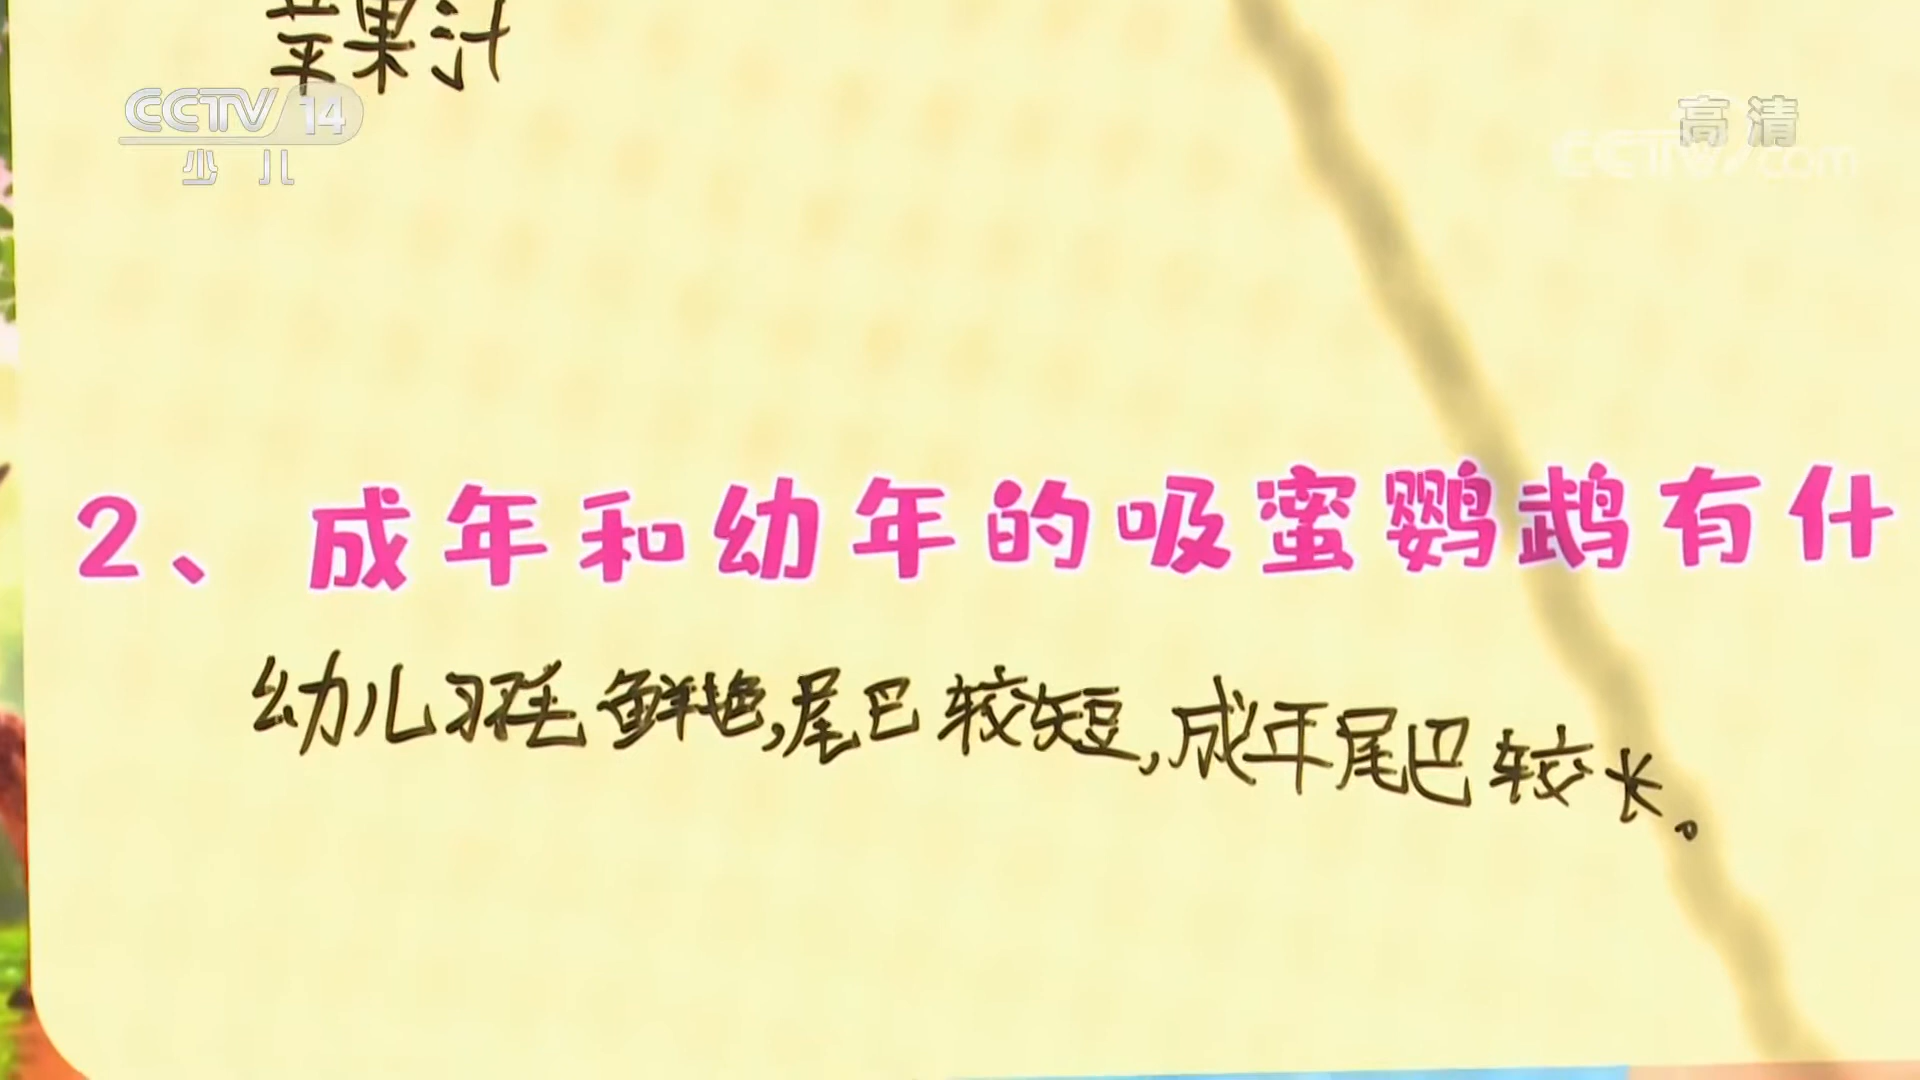 苹果汁
CCTV 14
少儿
高清
CCTV.com
2、成年和幼年的吸蜜鹦鹉有什
幼儿羽毛鲜艳,尾巴较短,成年尾巴较长。